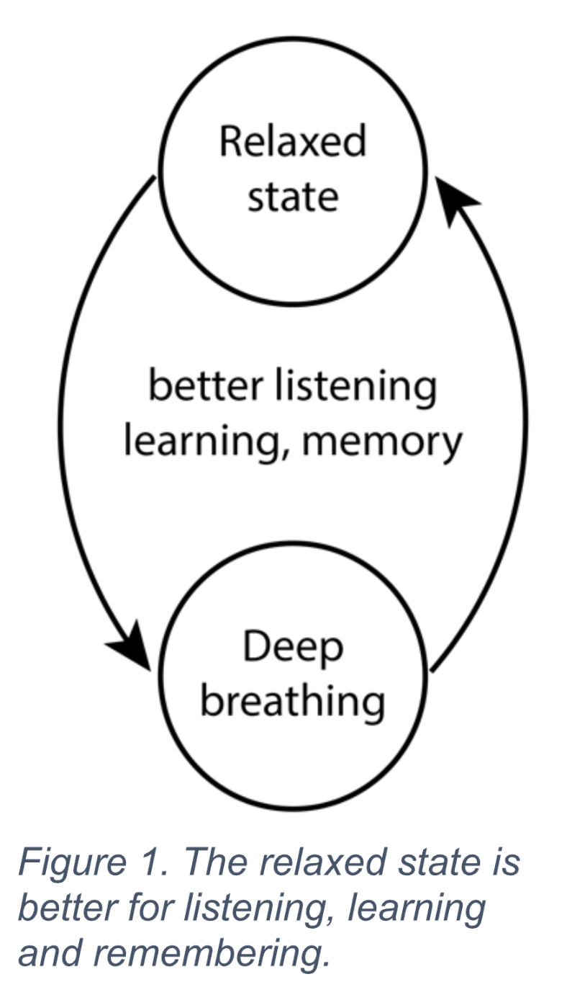 Relaxed
state
better listening
learning, memory
Deep
breathing
Figure 1. The relaxed state is
better for listening, learning
and remembering.